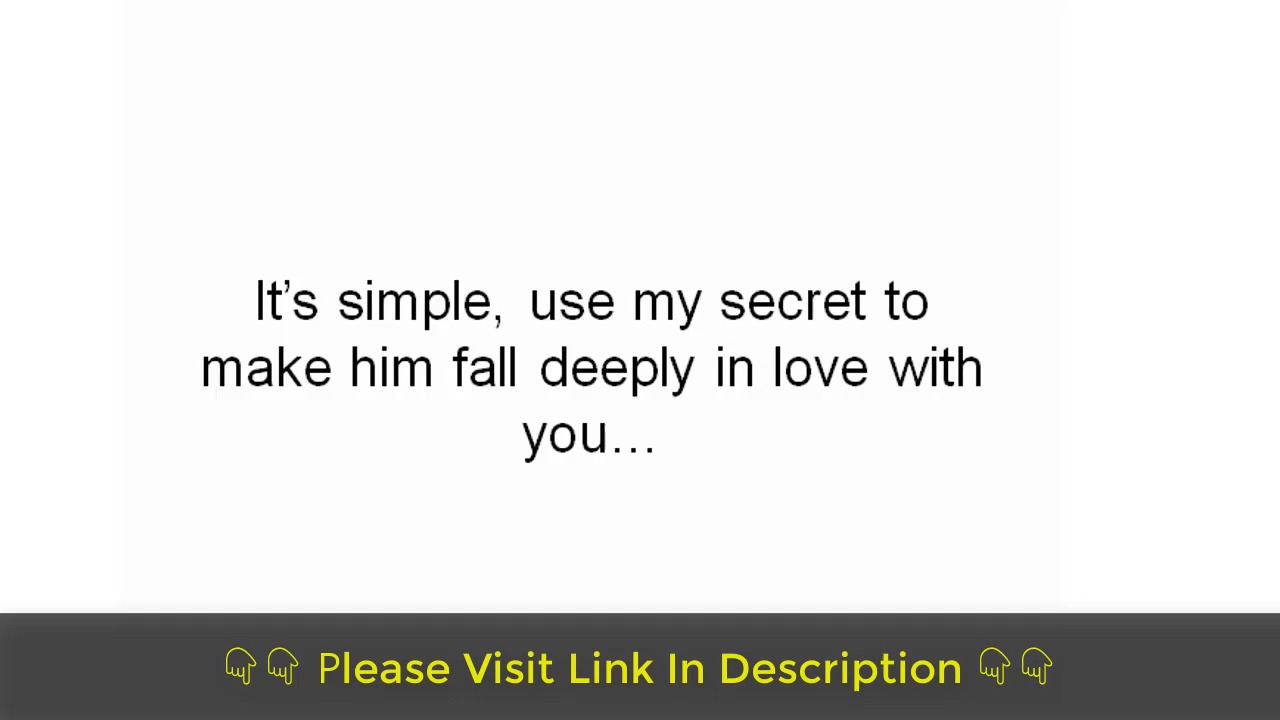 It’s simple, use my secret to
make him fall deeply in love with
you…
Please Visit Link In Description